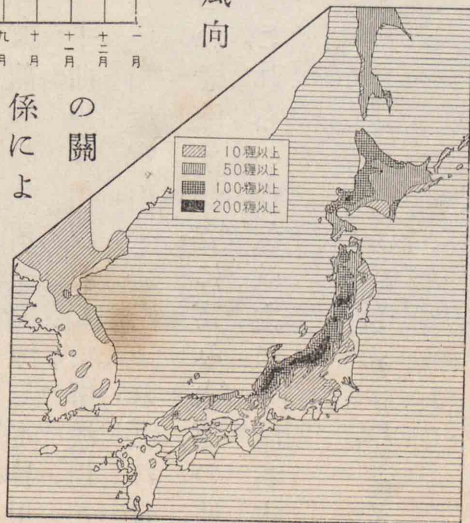 風向
の關
係によ
一月
十二月
十一月
十月
九月
10糎以上
50糎以上
100糎以上
200糎以上